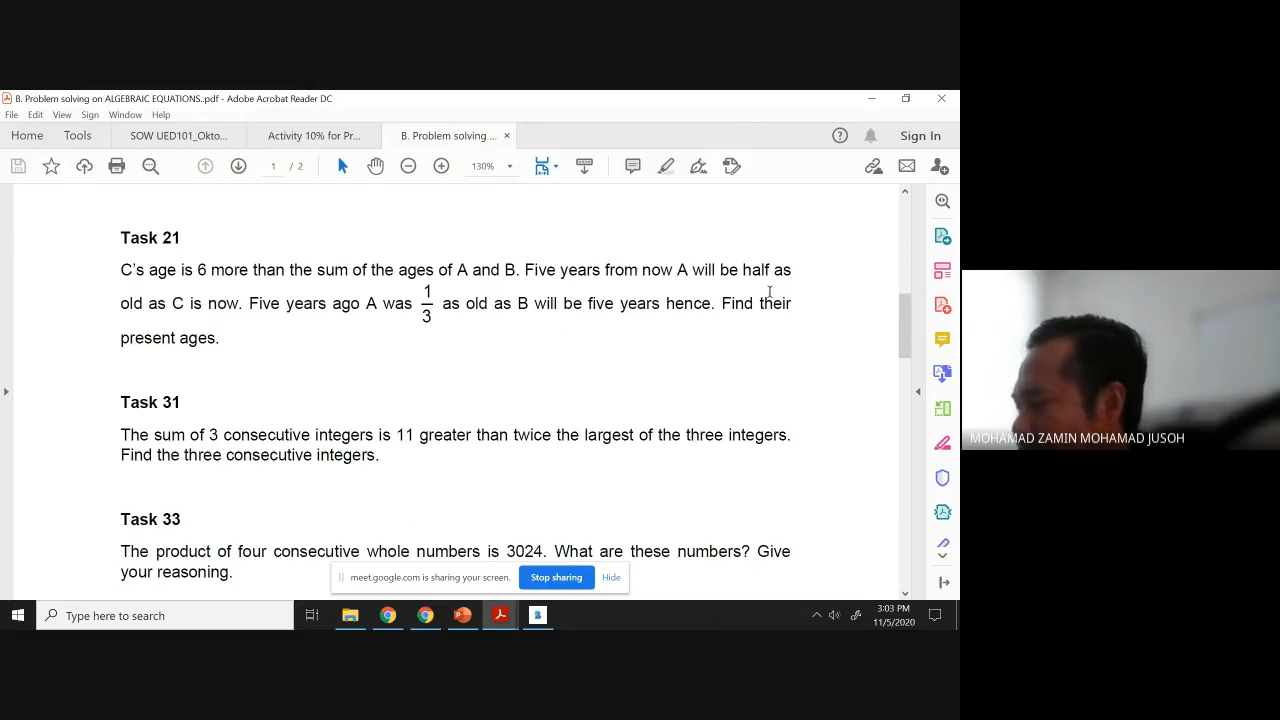 B. Problem solving on ALGEBRAIC EQUATIONS..pdf - Adobe Acrobat Reader DC
File Edit View Sign Window Help
Home Tools SOW UED101_Okto... Activity 10% for Pr... B. Problem solving ... × Sign In
1 / 2 130%
Task 21
C's age is 6 more than the sum of the ages of A and B. Five years from now A will be half as
old as C is now. Five years ago A was 1/3 as old as B will be five years hence. Find their
present ages.
Task 31
The sum of 3 consecutive integers is 11 greater than twice the largest of the three integers.
Find the three consecutive integers.
Task 33
The product of four consecutive whole numbers is 3024. What are these numbers? Give
your reasoning.
meet.google.com is sharing your screen. Stop sharing Hide
MOHAMAD ZAMIN MOHAMAD JUSOH
Type here to search
3:03 PM
11/5/2020